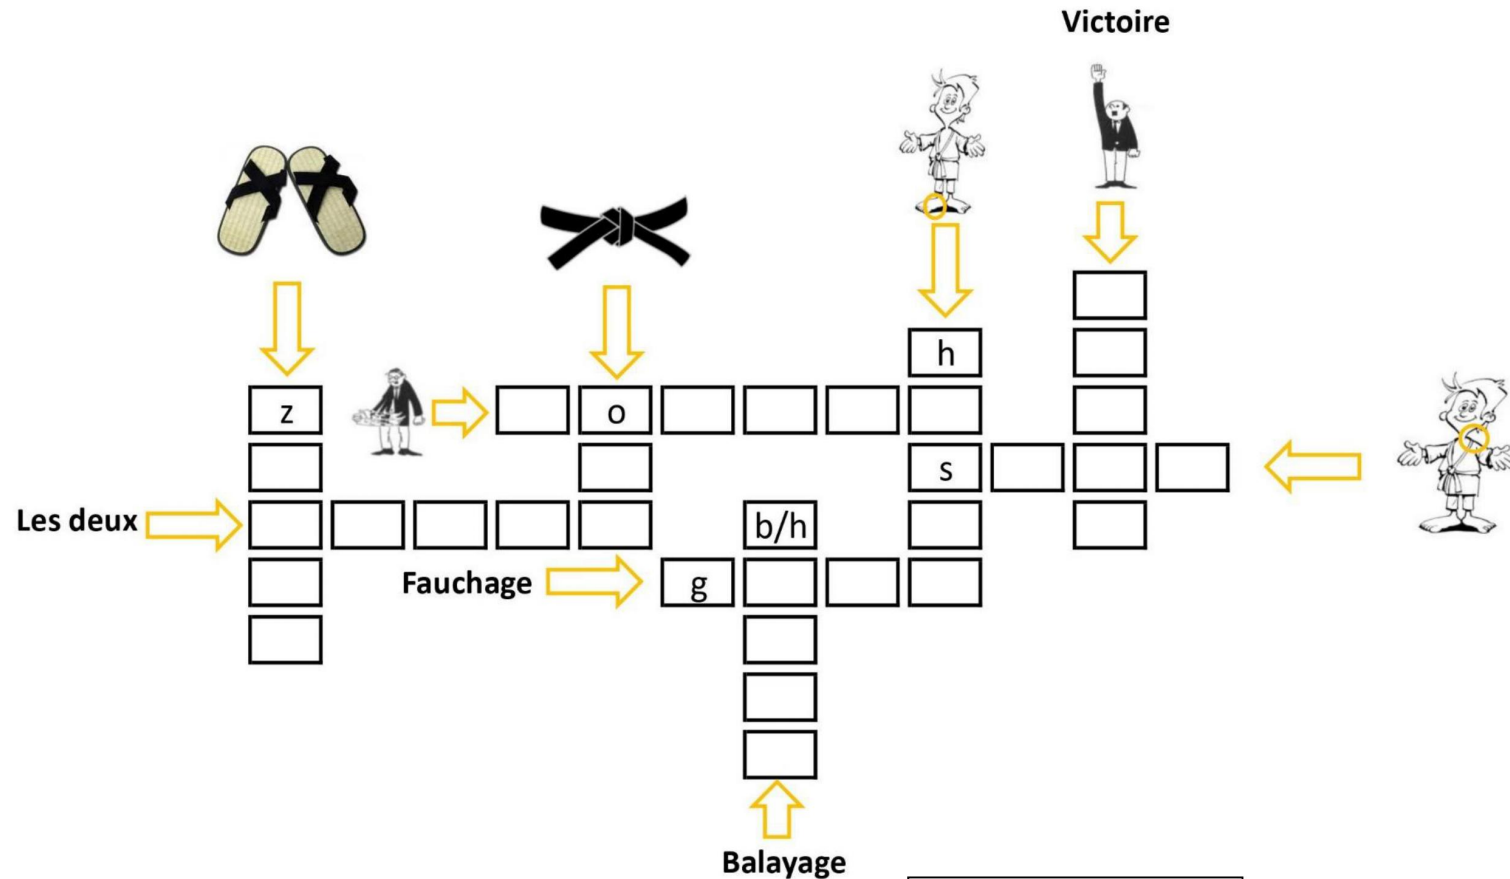 Victoire
h
z
o
s
Les deux
b/h
Fauchage
g
Balayage